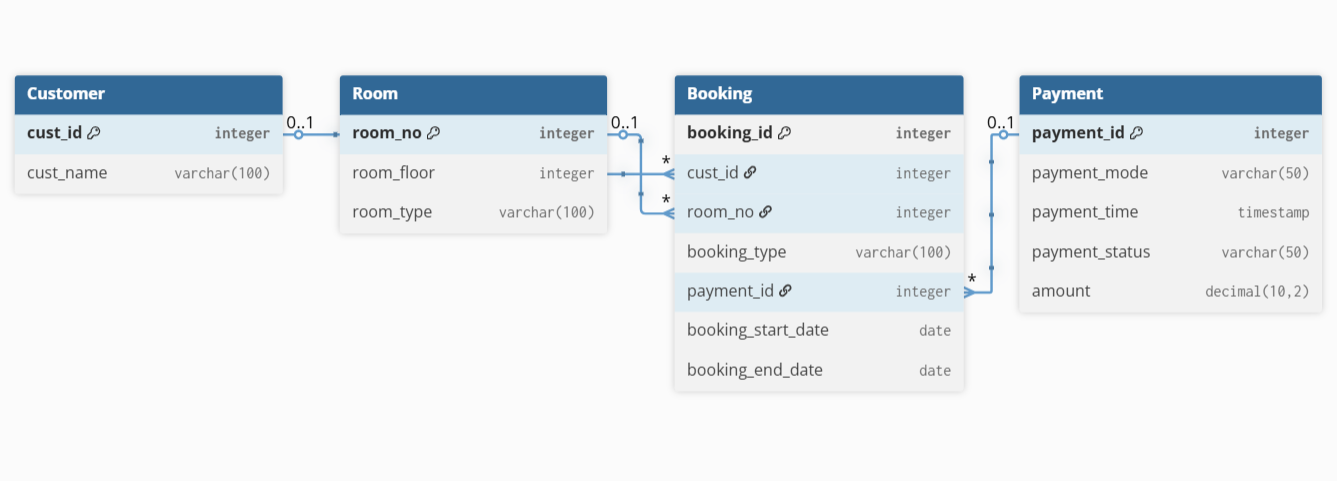 Customer
cust_id integer
cust_name varchar(100)
0..1
Room
room_no integer
room_floor integer
room_type varchar(100)
0..1
*
*
Booking
booking_id integer
cust_id integer
room_no integer
booking_type varchar(100)
payment_id integer
booking_start_date date
booking_end_date date
*
0..1
Payment
payment_id integer
payment_mode varchar(50)
payment_time timestamp
payment_status varchar(50)
amount decimal(10,2)